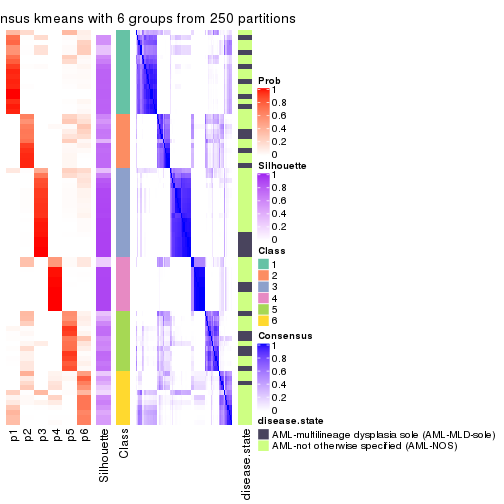 nsus kmeans with 6 groups from 250 partitions
Prob
1
0.8
0.6
0.4
0.2
0
Silhouette
1
0.8
0.6
0.4
0.2
0
Class
1
2
3
4
5
6
Consensus
1
0.8
0.6
0.4
0.2
0
disease.state
AML-multilineage dysplasia sole (AML-MLD-sole)
AML-not otherwise specified (AML-NOS)
p1
p2
p3
p4
p5
p6
Silhouette
Class
disease.state